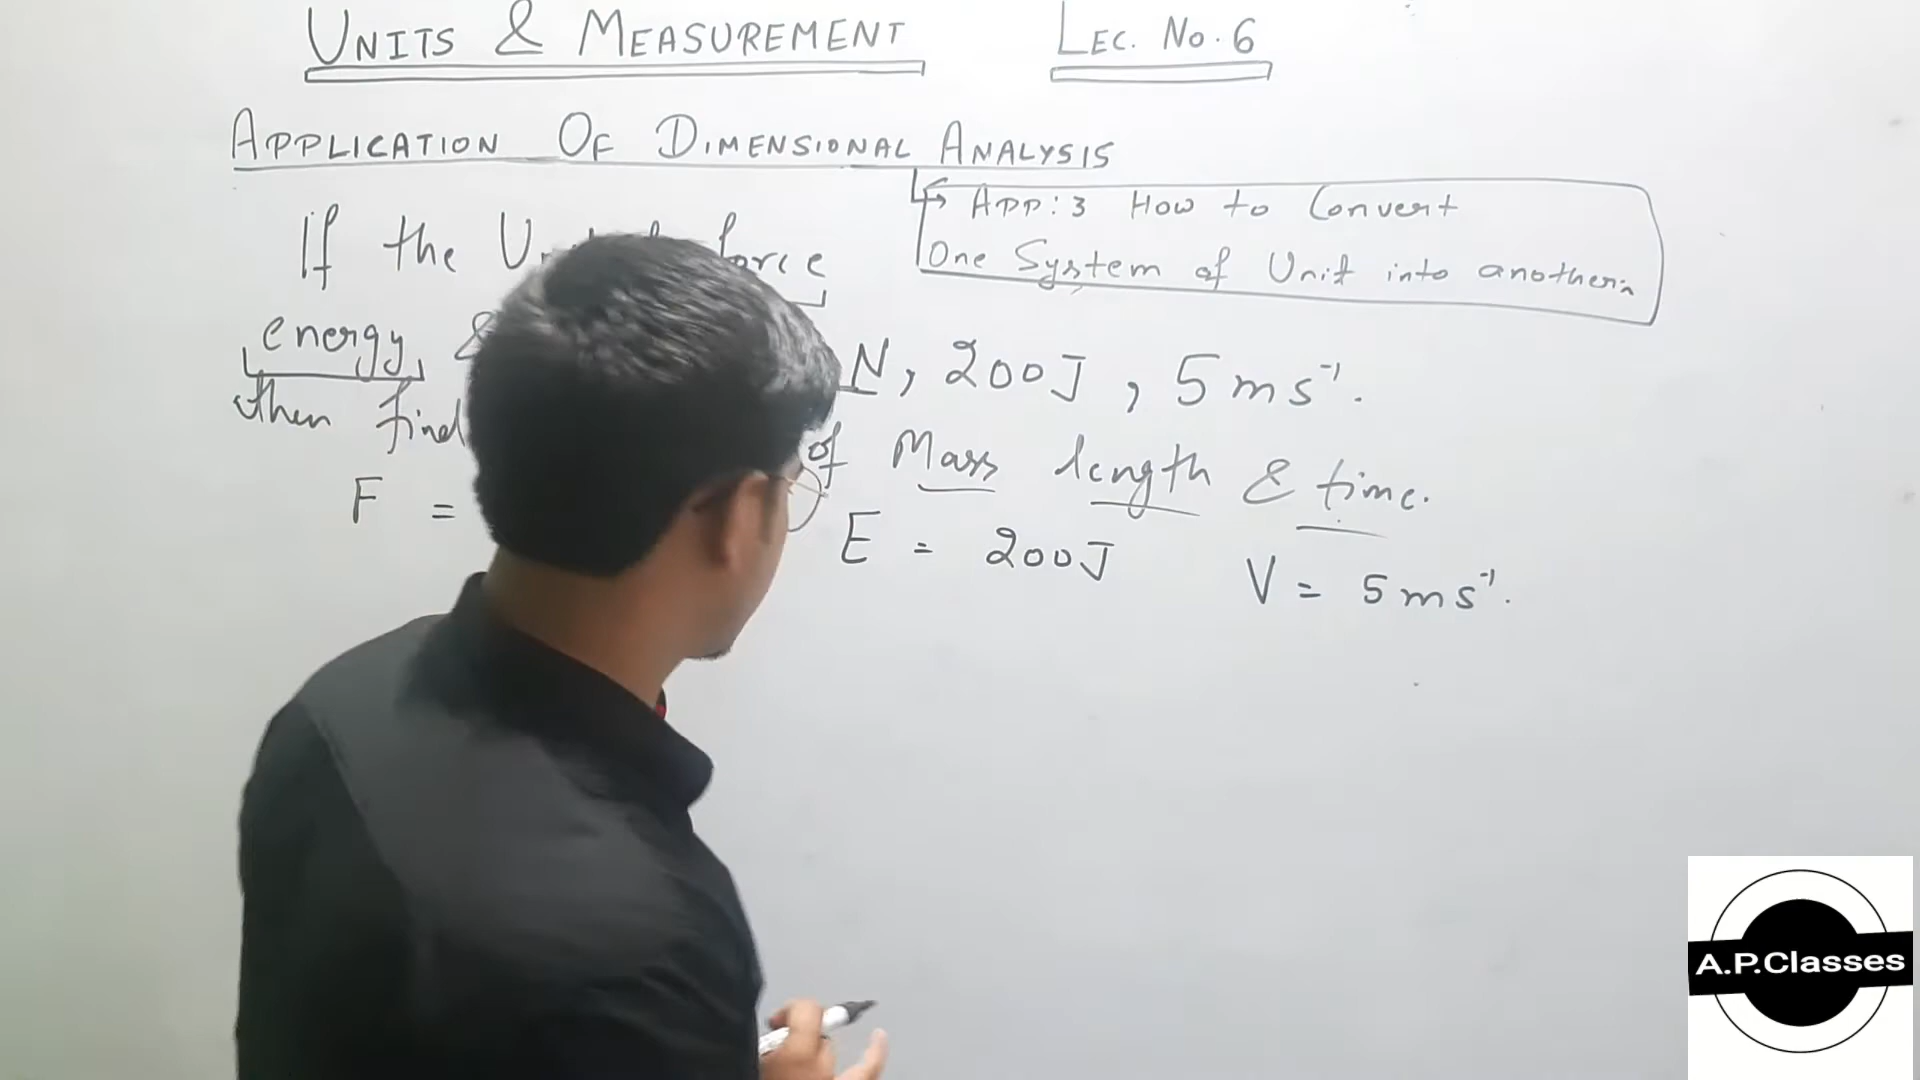 UNITS & MEASUREMENT LEC. No. 6
APPLICATION OF DIMENSIONAL ANALYSIS
APP: 3 How to Convert
One System of Unit into another:-
If the
energy, & N, 200J, 5ms⁻¹.
then find of Mass length & time.
F = E = 200J V = 5ms⁻¹.
A.P.Classes